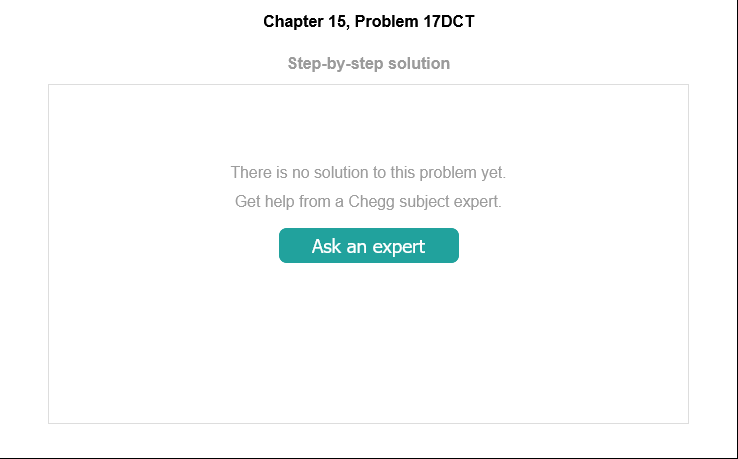 Chapter 15, Problem 17DCT
Step-by-step solution
There is no solution to this problem yet.
Get help from a Chegg subject expert.
Ask an expert